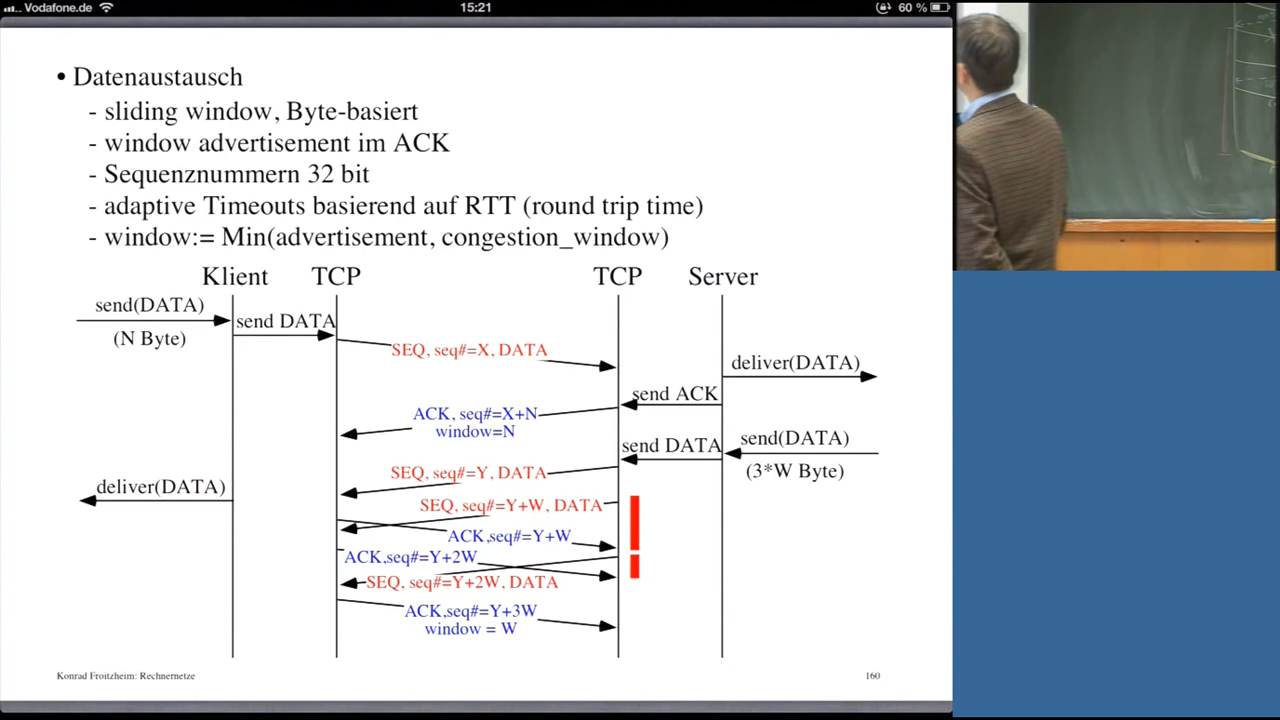 Vodafone.de
15:21
60 %
• Datenaustausch
- sliding window, Byte-basiert
- window advertisement im ACK
- Sequenznummern 32 bit
- adaptive Timeouts basierend auf RTT (round trip time)
- window:= Min(advertisement, congestion_window)
Klient
TCP
TCP
Server
send(DATA)
(N Byte)
send DATA
SEQ, seq#=X, DATA
deliver(DATA)
send ACK
ACK, seq#=X+N
window=N
send DATA
send(DATA)
(3*W Byte)
SEQ, seq#=Y, DATA
deliver(DATA)
SEQ, seq#=Y+W, DATA
ACK,seq#=Y+W
ACK,seq#=Y+2W
SEQ, seq#=Y+2W, DATA
ACK,seq#=Y+3W
window = W
Konrad Froitzheim: Rechnernetze
160